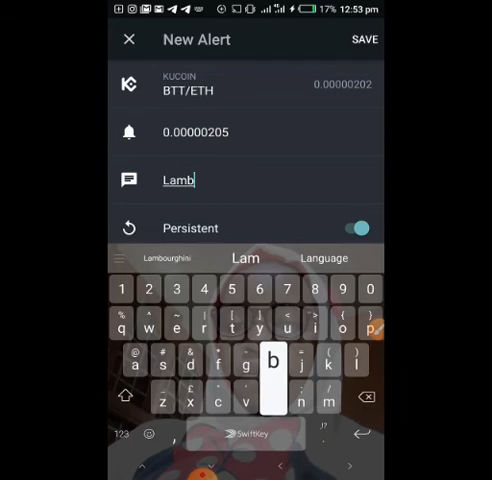 17% 12:53 pm
New Alert SAVE
KUCOIN
BTT/ETH 0.00000202
0.00000205
Lamb
Persistent
Lambourghini Lam Language
1 2 3 4 5 6 7 8 9 0
% ^ ~ | [ ] < > { }
q w e r t y u i o p
@ # & * - + ( )
a s d f g b j k l
_ £ " ' : ; /
z x c v n m
123 , SwiftKey !? .